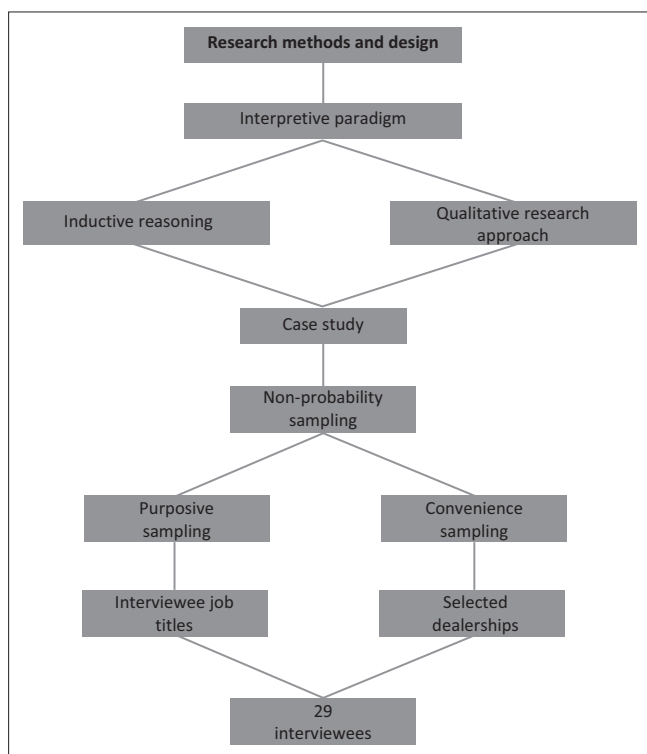 Research methods and design
Interpretive paradigm
Inductive reasoning
Qualitative research
approach
Case study
Non-probability
sampling
Purposive
sampling
Convenience
sampling
Interviewee job
titles
Selected
dealerships
29
interviewees